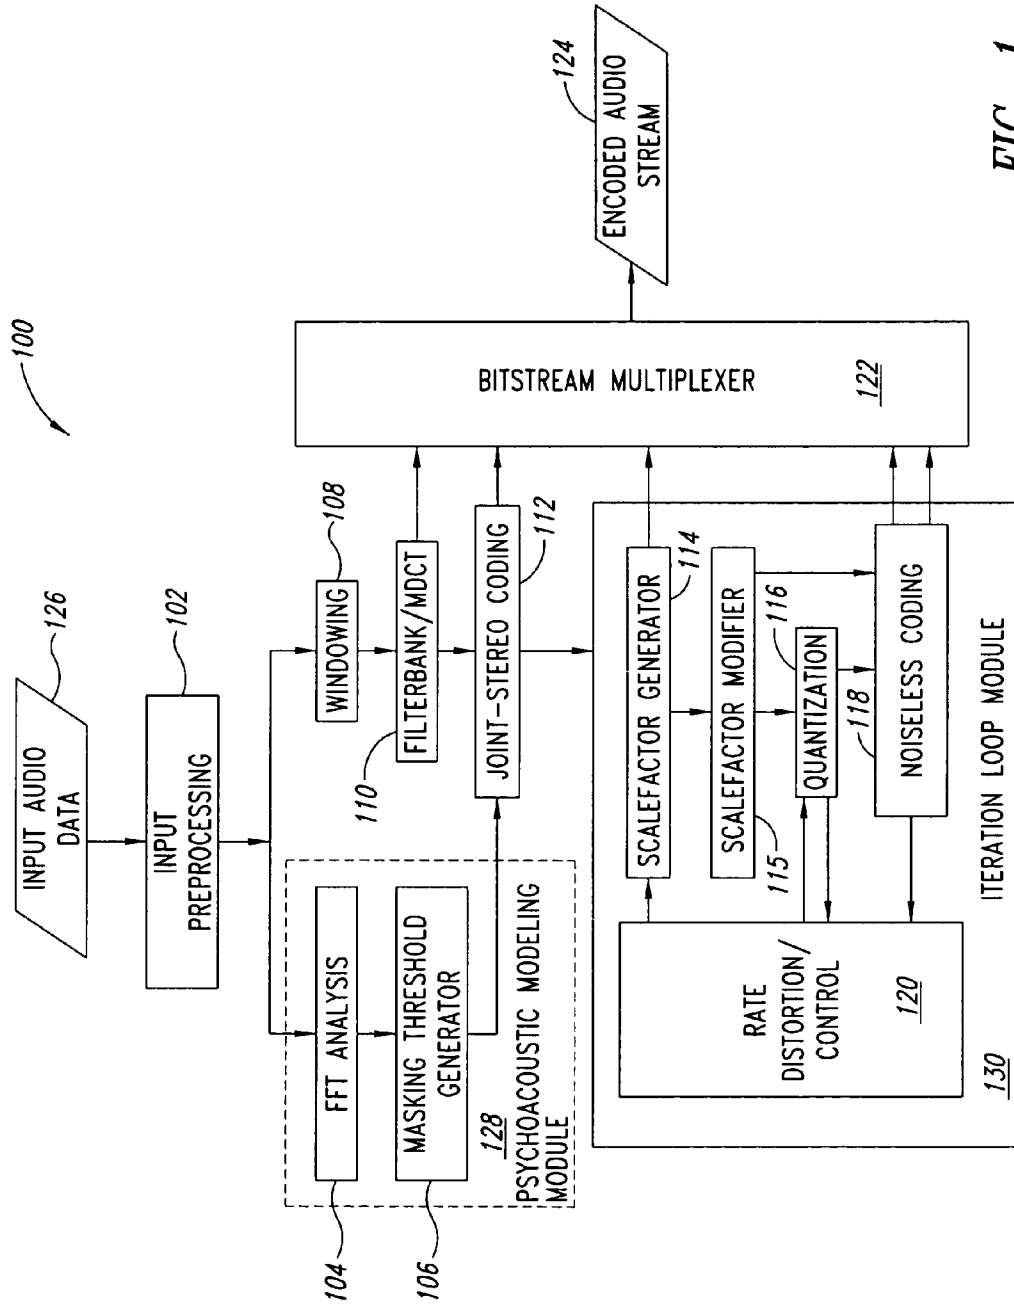 100
INPUT AUDIO
DATA
126
INPUT
PREPROCESSING
102
FFT ANALYSIS
104
MASKING THRESHOLD
GENERATOR
106
128
PSYCHOACOUSTIC MODELING
MODULE
WINDOWING
108
FILTERBANK/MDCT
110
JOINT-STEREO CODING
112
SCALEFACTOR GENERATOR
114
SCALEFACTOR MODIFIER
115
QUANTIZATION
116
NOISELESS CODING
118
RATE
DISTORTION/
CONTROL
120
ITERATION LOOP MODULE
130
BITSTREAM MULTIPLEXER
122
ENCODED AUDIO
STREAM
124
FIG. 1